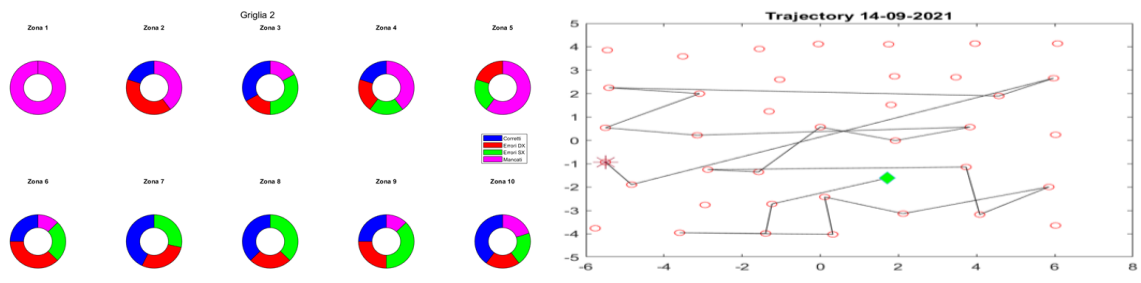 Griglia 2
Zona 1 Zona 2 Zona 3 Zona 4 Zona 5
Corretti
Errori DX
Errori SX
Mancati
Zona 6 Zona 7 Zona 8 Zona 9 Zona 10
Trajectory 14-09-2021
5
4
3
2
1
0
-1
-2
-3
-4
-5
-6 -4 -2 0 2 4 6 8